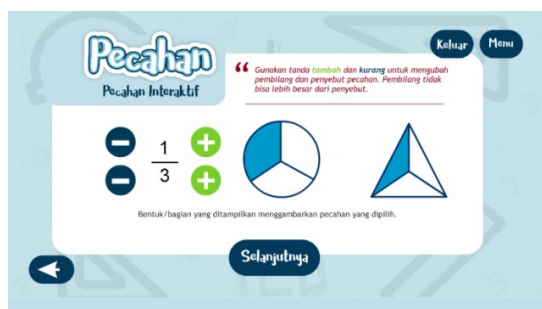 Pecahan
Pecahan Interaktif
Keluar
Menu
“ Gunakan tanda tambah dan kurang untuk mengubah
pembilang dan penyebut pecahan. Pembilang tidak
bisa lebih besar dari penyebut.
1
3
Bentuk/bagian yang ditampilkan menggambarkan pecahan yang dipilih.
Selanjutnya